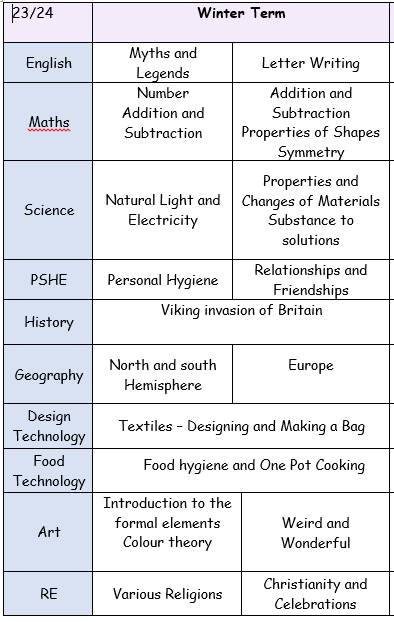 23/24
Winter Term
English
Myths and
Legends
Letter Writing
Maths
Number
Addition and
Subtraction
Addition and
Subtraction
Properties of Shapes
Symmetry
Science
Natural Light and
Electricity
Properties and
Changes of Materials
Substance to
solutions
PSHE
Personal Hygiene
Relationships and
Friendships
History
Viking invasion of Britain
Geography
North and south
Hemisphere
Europe
Design
Technology
Textiles – Designing and Making a Bag
Food
Technology
Food hygiene and One Pot Cooking
Art
Introduction to the
formal elements
Colour theory
Weird and
Wonderful
RE
Various Religions
Christianity and
Celebrations